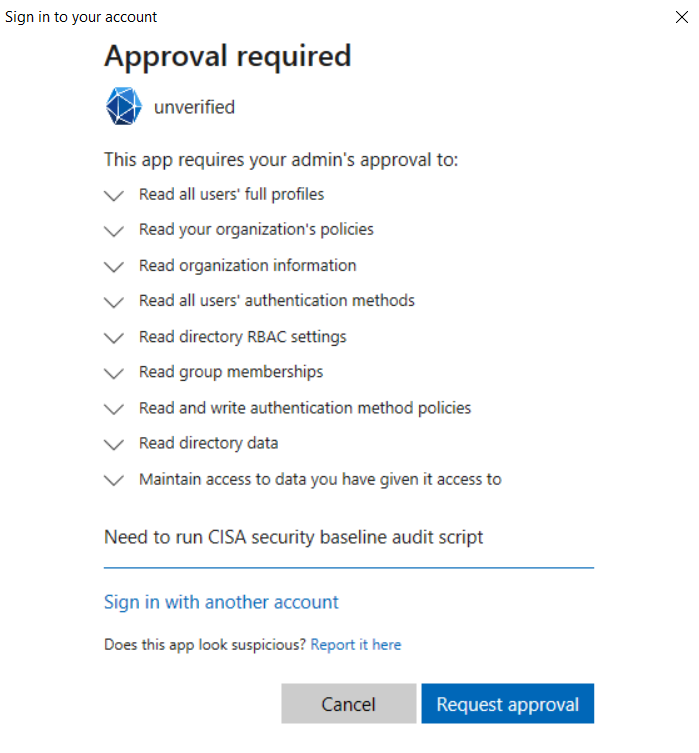 Sign in to your account
Approval required
unverified
This app requires your admin's approval to:
Read all users' full profiles
Read your organization's policies
Read organization information
Read all users' authentication methods
Read directory RBAC settings
Read group memberships
Read and write authentication method policies
Read directory data
Maintain access to data you have given it access to
Need to run CISA security baseline audit script
Sign in with another account
Does this app look suspicious? Report it here
Cancel Request approval